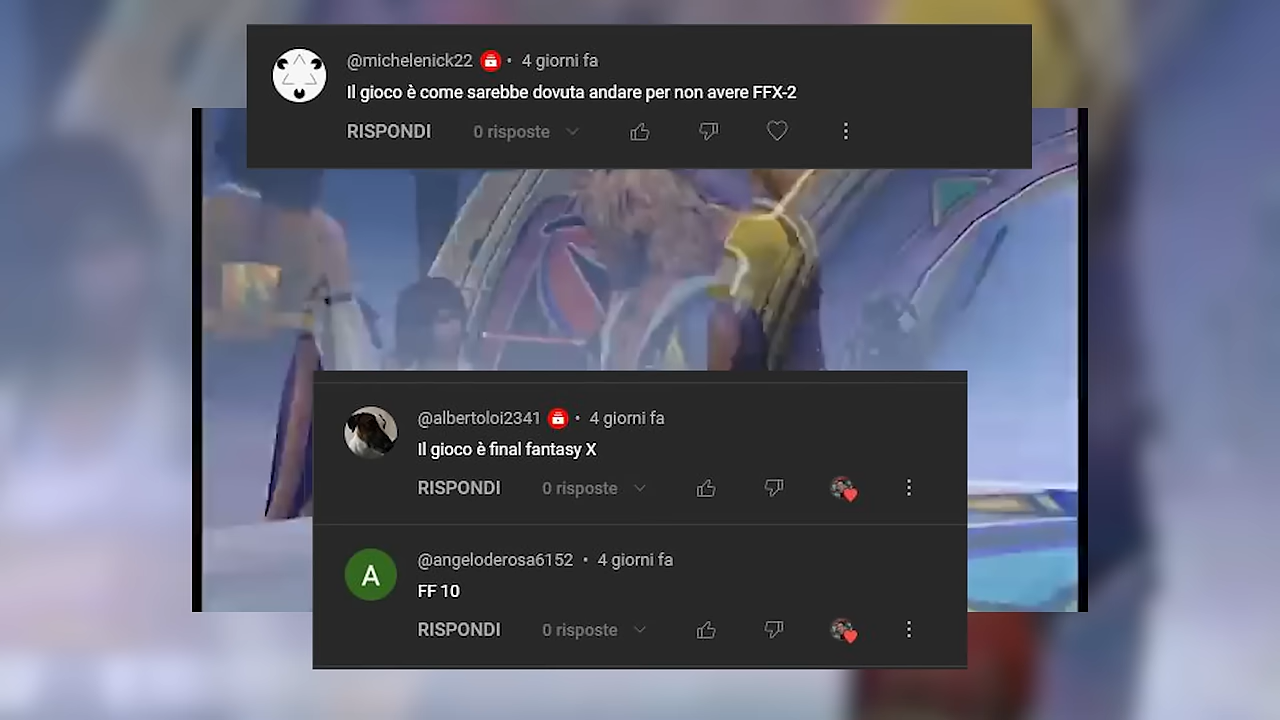 @michelenick22 • 4 giorni fa
Il gioco è come sarebbe dovuta andare per non avere FFX-2
RISPONDI 0 risposte
@albertoloi2341 • 4 giorni fa
Il gioco è final fantasy X
RISPONDI 0 risposte
A
@angeloderosa6152 • 4 giorni fa
FF 10
RISPONDI 0 risposte